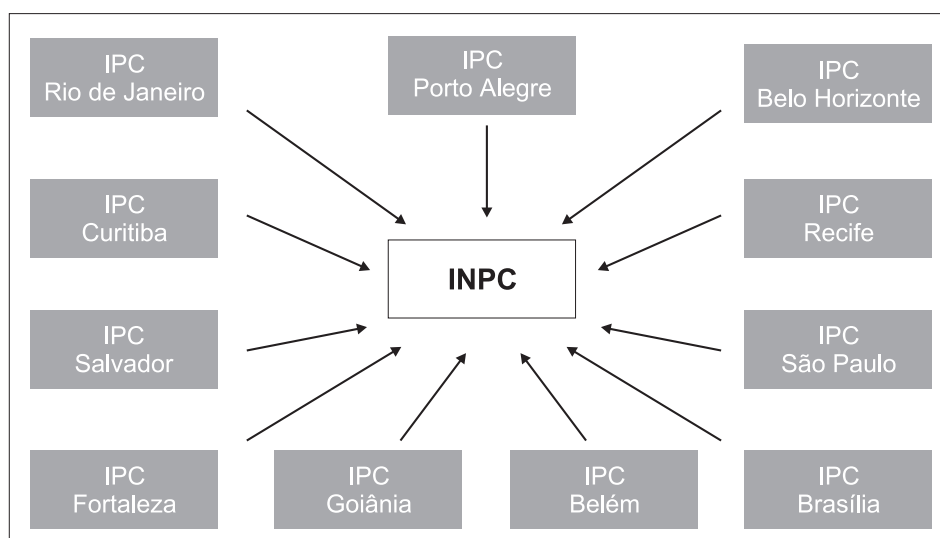 IPC
Rio de Janeiro
IPC
Porto Alegre
IPC
Belo Horizonte
IPC
Curitiba
IPC
Recife
INPC
IPC
Salvador
IPC
São Paulo
IPC
Fortaleza
IPC
Goiânia
IPC
Belém
IPC
Brasília